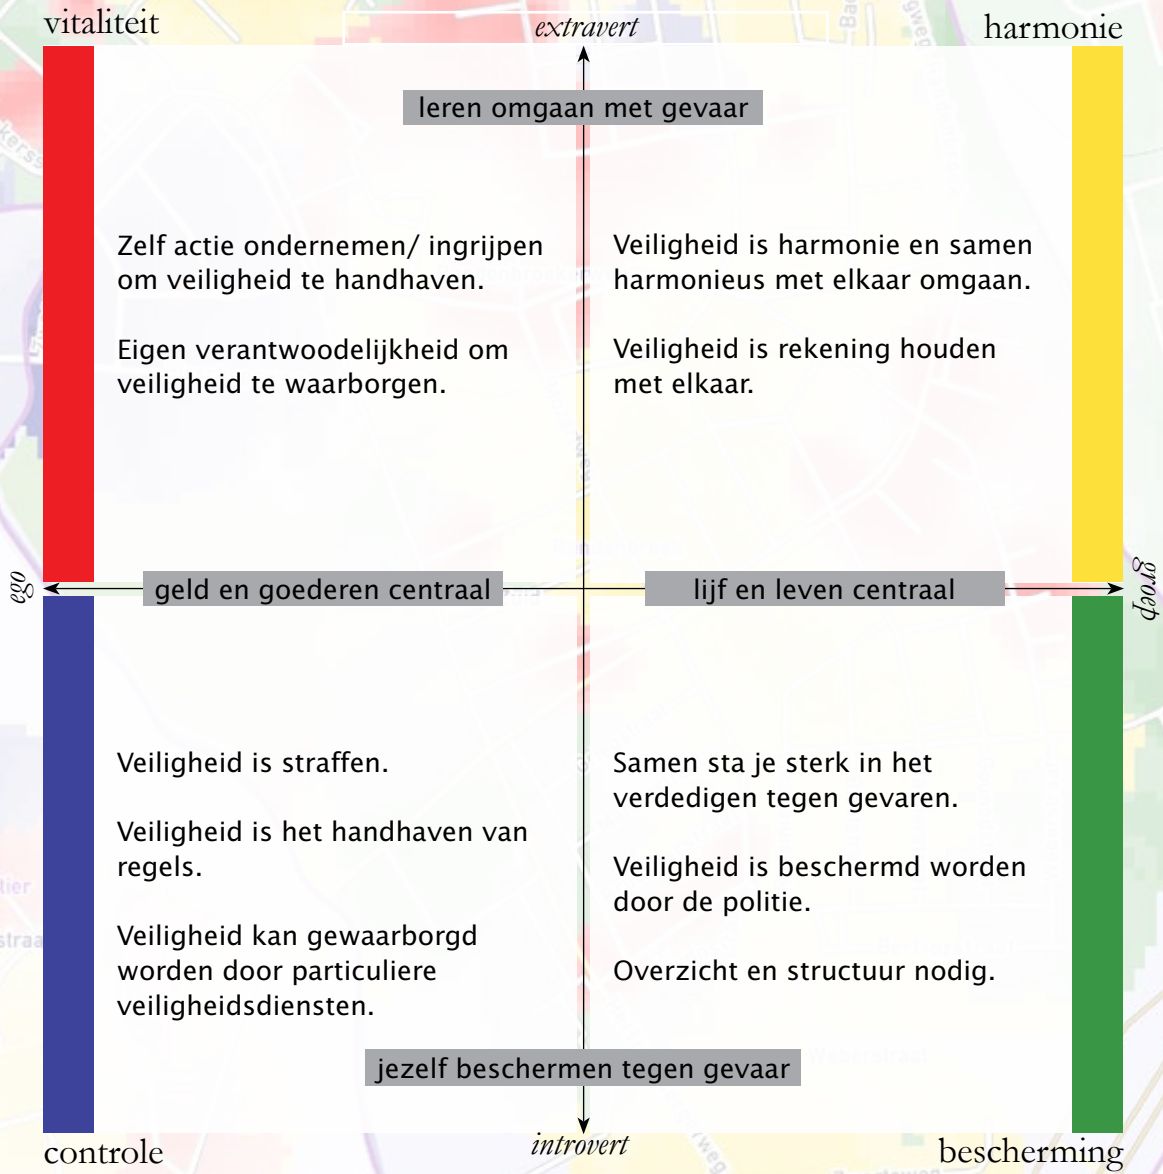 vitaliteit
extravert
harmonie
leren omgaan met gevaar
Zelf actie ondernemen/ ingrijpen
om veiligheid te handhaven.
Eigen verantwoodelijkheid om
veiligheid te waarborgen.
Veiligheid is harmonie en samen
harmonieus met elkaar omgaan.
Veiligheid is rekening houden
met elkaar.
ego
geld en goederen centraal
lijf en leven centraal
groep
Veiligheid is straffen.
Veiligheid is het handhaven van
regels.
Veiligheid kan gewaarborgd
worden door particuliere
veiligheidsdiensten.
Samen sta je sterk in het
verdedigen tegen gevaren.
Veiligheid is beschermd worden
door de politie.
Overzicht en structuur nodig.
jezelf beschermen tegen gevaar
controle
introvert
bescherming